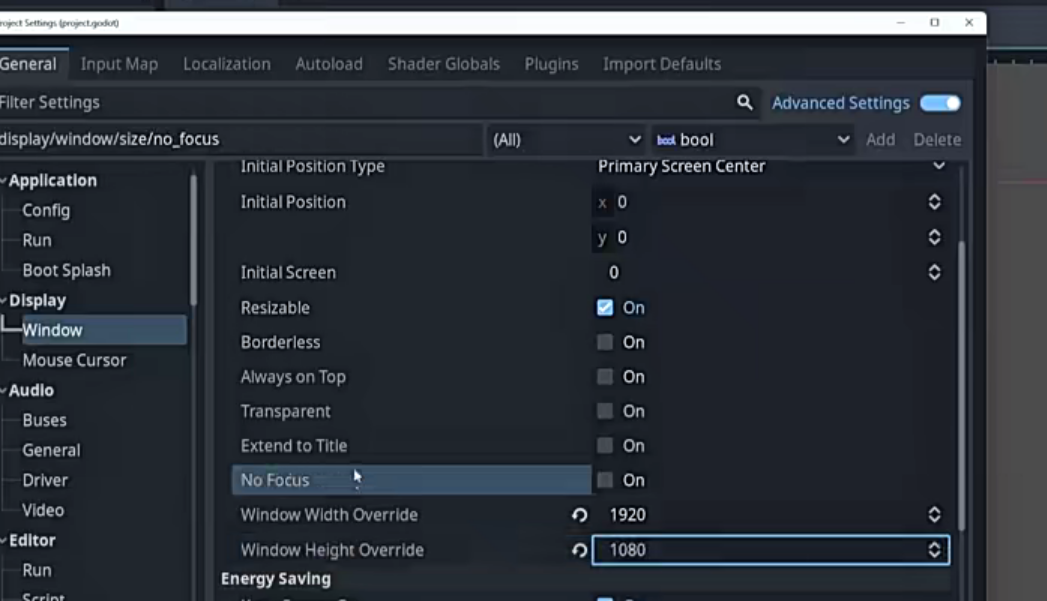 roject Settings (project.godot)
General Input Map Localization Autoload Shader Globals Plugins Import Defaults
Filter Settings Advanced Settings
display/window/size/no_focus (All) bool bool Add Delete
Application
Config
Run
Boot Splash
Display
Window
Mouse Cursor
Audio
Buses
General
Driver
Video
Editor
Run
Script
Initial Position Type Primary Screen Center
Initial Position x 0
y 0
Initial Screen 0
Resizable On
Borderless On
Always on Top On
Transparent On
Extend to Title On
No Focus On
Window Width Override 1920
Window Height Override 1080
Energy Saving